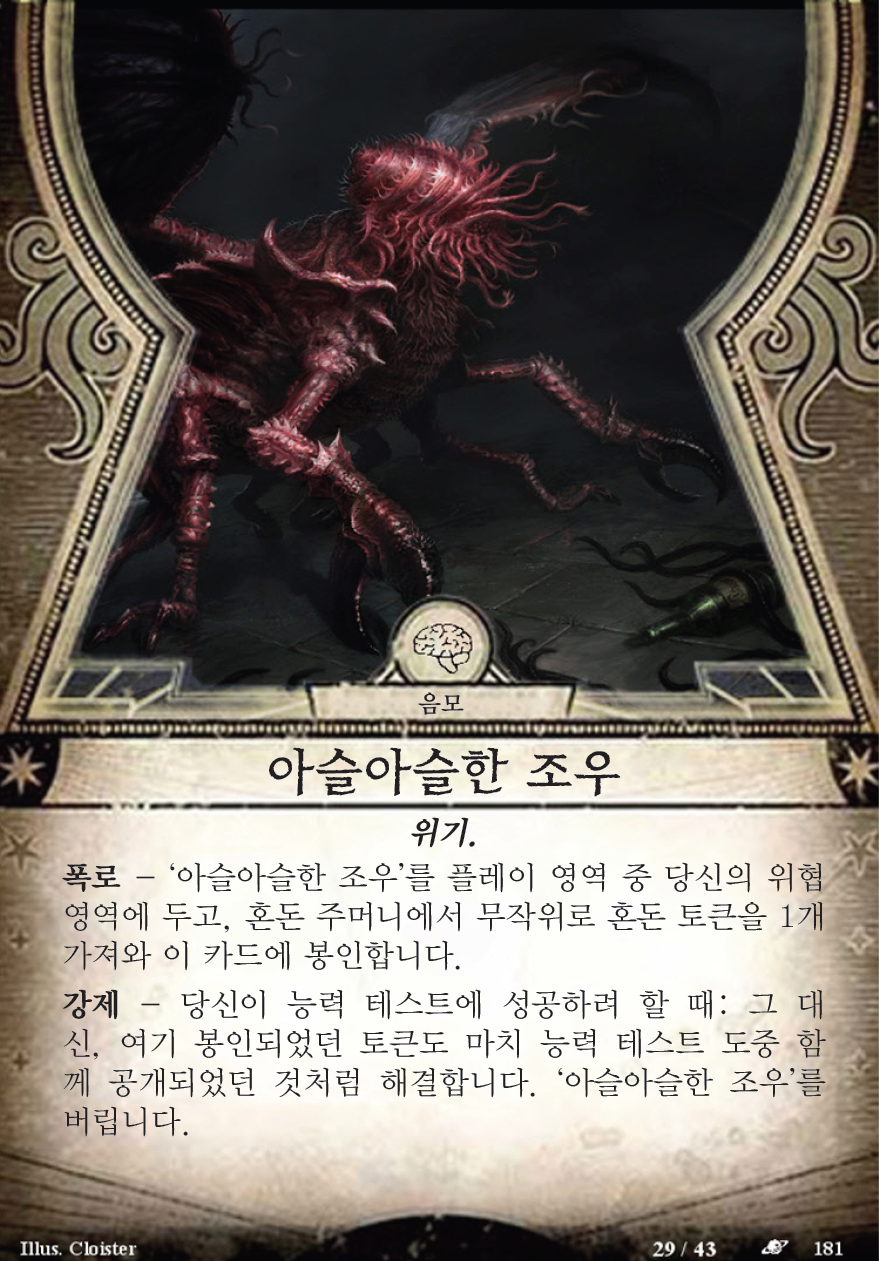 음모
아슬아슬한 조우
위기.
폭로 – ‘아슬아슬한 조우’를 플레이 영역 중 당신의 위협
영역에 두고, 혼돈 주머니에서 무작위로 혼돈 토큰을 1개
가져와 이 카드에 봉인합니다.
강제 – 당신이 능력 테스트에 성공하려 할 때: 그 대
신, 여기 봉인되었던 토큰도 마치 능력 테스트 도중 함
께 공개되었던 것처럼 해결합니다. ‘아슬아슬한 조우’를
버립니다.
Illus. Cloister 29 / 43 181